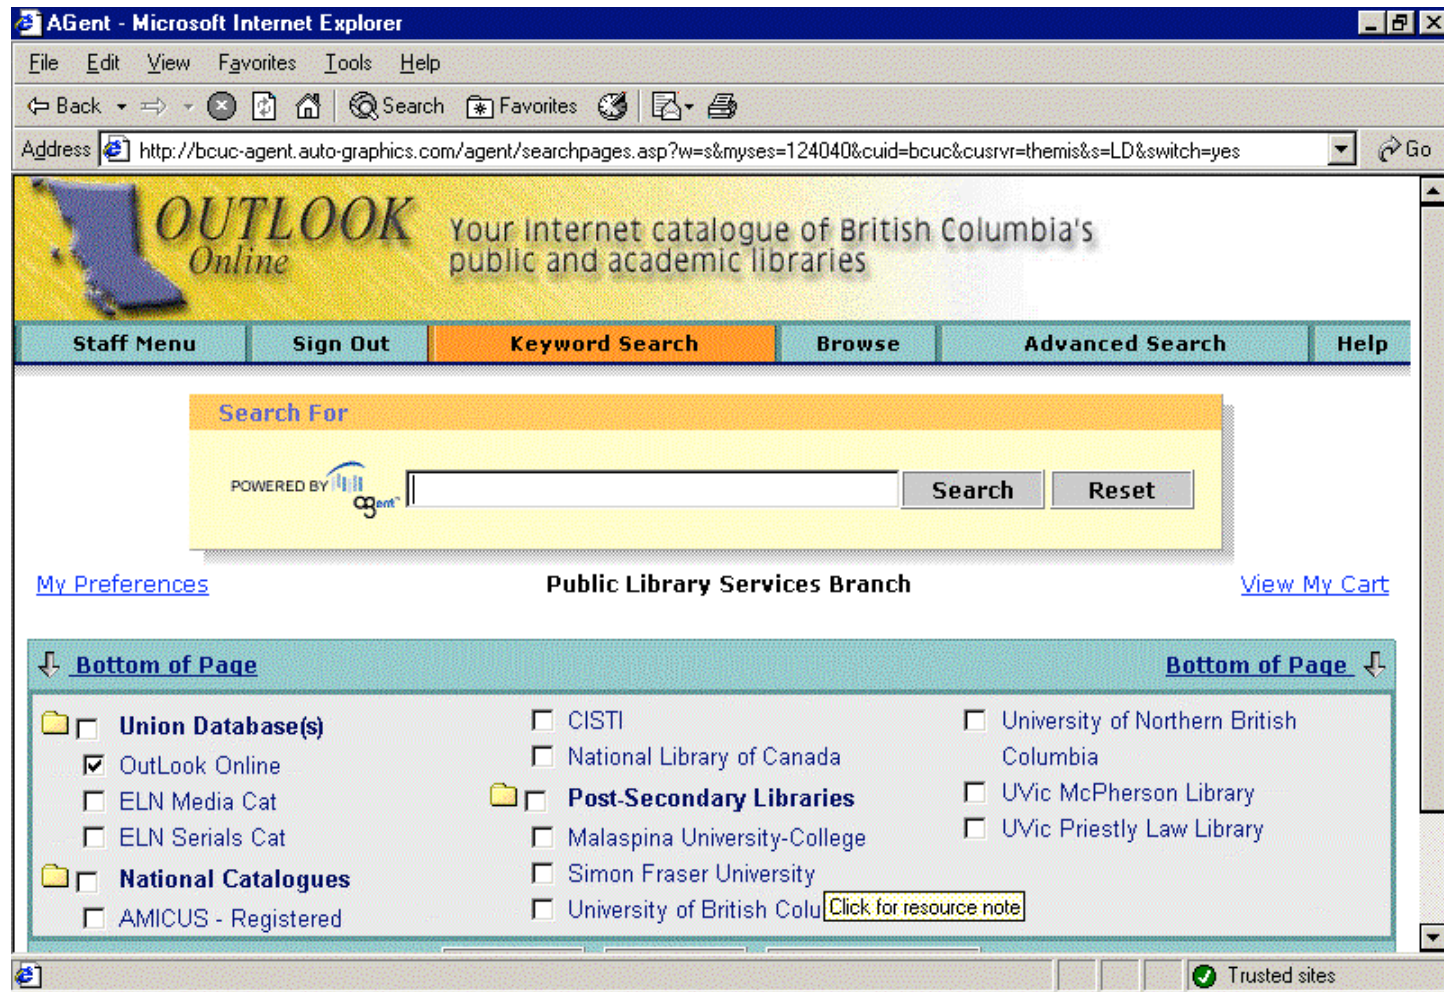 AGent - Microsoft Internet Explorer
File Edit View Favorites Tools Help
Back Search Favorites
Address http://bcuc-agent.auto-graphics.com/agent/searchpages.asp?w=s&myses=124040&cuid=bcuc&cusrvr=themis&s=LD&switch=yes Go
OUTLOOK
Online
Your Internet catalogue of British Columbia's
public and academic libraries
Staff Menu Sign Out Keyword Search Browse Advanced Search Help
Search For
POWERED BY agent™ Search Reset
My Preferences Public Library Services Branch View My Cart
Bottom of Page Bottom of Page
Union Database(s)
OutLook Online
ELN Media Cat
ELN Serials Cat
National Catalogues
AMICUS - Registered
CISTI
National Library of Canada
Post-Secondary Libraries
Malaspina University-College
Simon Fraser University
University of British Colu
Click for resource note
University of Northern British
Columbia
UVic McPherson Library
UVic Priestly Law Library
Trusted sites